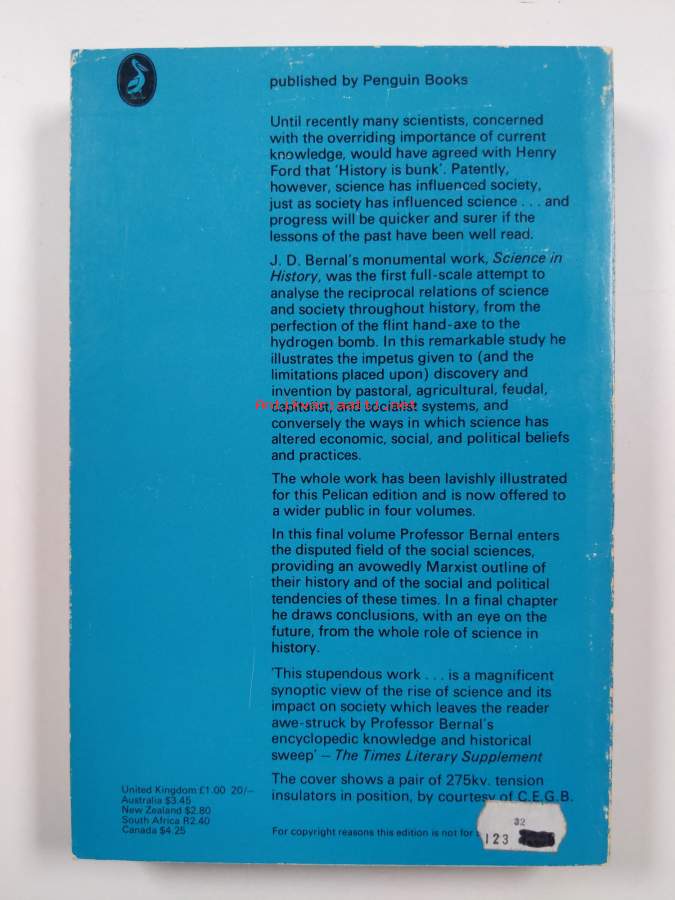 published by Penguin Books
Until recently many scientists, concerned
with the overriding importance of current
knowledge, would have agreed with Henry
Ford that 'History is bunk'. Patently,
however, science has influenced society,
just as society has influenced science . . . and
progress will be quicker and surer if the
lessons of the past have been well read.
J. D. Bernal's monumental work, Science in
History, was the first full-scale attempt to
analyse the reciprocal relations of science
and society throughout history, from the
perfection of the flint hand-axe to the
hydrogen bomb. In this remarkable study he
illustrates the impetus given to (and the
limitations placed upon) discovery and
invention by pastoral, agricultural, feudal,
capitalist, and socialist systems, and
conversely the ways in which science has
altered economic, social, and political beliefs
and practices.
The whole work has been lavishly illustrated
for this Pelican edition and is now offered to
a wider public in four volumes.
In this final volume Professor Bernal enters
the disputed field of the social sciences,
providing an avowedly Marxist outline of
their history and of the social and political
tendencies of these times. In a final chapter
he draws conclusions, with an eye on the
future, from the whole role of science in
history.
'This stupendous work . . . is a magnificent
synoptic view of the rise of science and its
impact on society which leaves the reader
awe-struck by Professor Bernal's
encyclopedic knowledge and historical
sweep' – The Times Literary Supplement
The cover shows a pair of 275kv. tension
insulators in position, by courtesy of C.E.G.B.
For copyright reasons this edition is not for
United Kingdom £1.00 20/–
Australia $3.45
New Zealand $2.80
South Africa R2.40
Canada $4.25
32
123